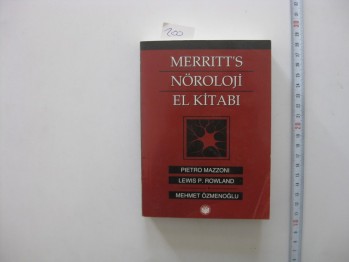 200
MERRITT'S
NÖROLOJİ
EL KİTABI
PIETRO MAZZONI
LEWIS P. ROWLAND
MEHMET ÖZMENOĞLU